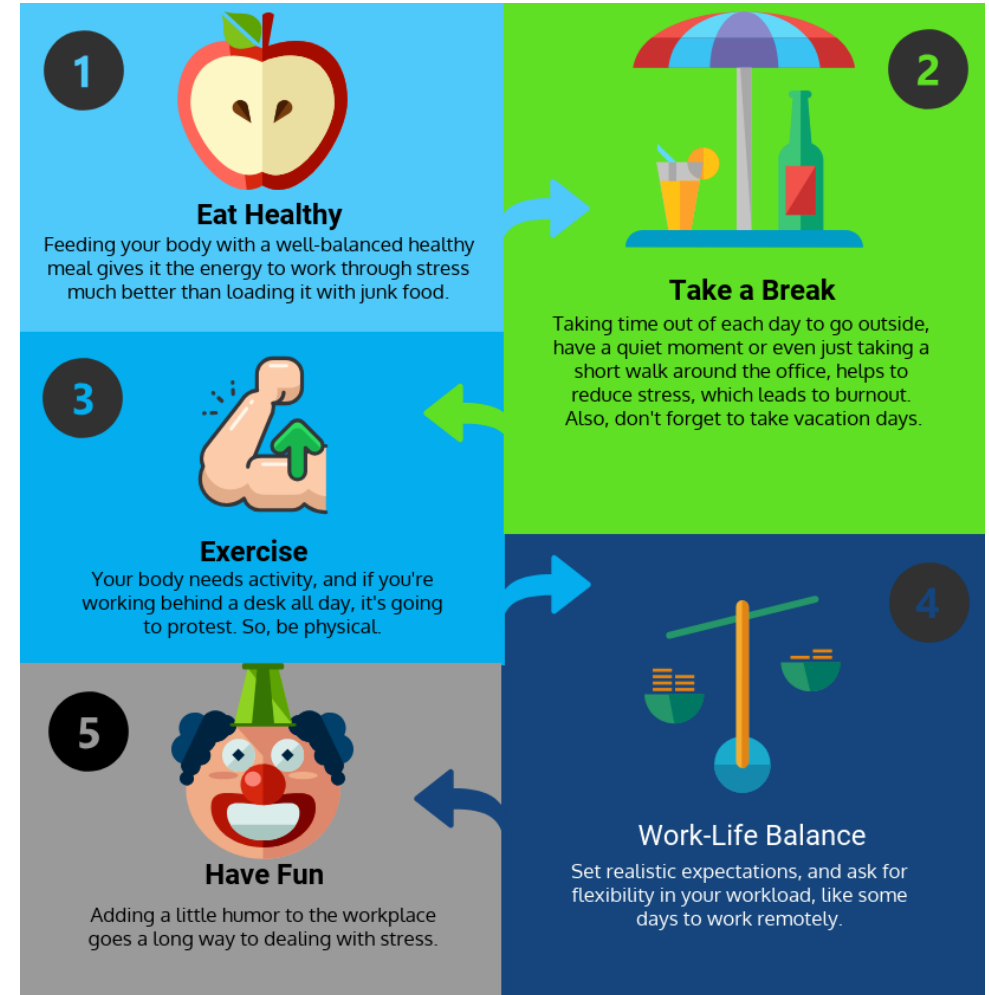 1
Eat Healthy
Feeding your body with a well-balanced healthy
meal gives it the energy to work through stress
much better than loading it with junk food.
2
Take a Break
Taking time out of each day to go outside,
have a quiet moment or even just taking a
short walk around the office, helps to
reduce stress, which leads to burnout.
Also, don't forget to take vacation days.
3
Exercise
Your body needs activity, and if you're
working behind a desk all day, it's going
to protest. So, be physical.
4
Work-Life Balance
Set realistic expectations, and ask for
flexibility in your workload, like some
days to work remotely.
5
Have Fun
Adding a little humor to the workplace
goes a long way to dealing with stress.